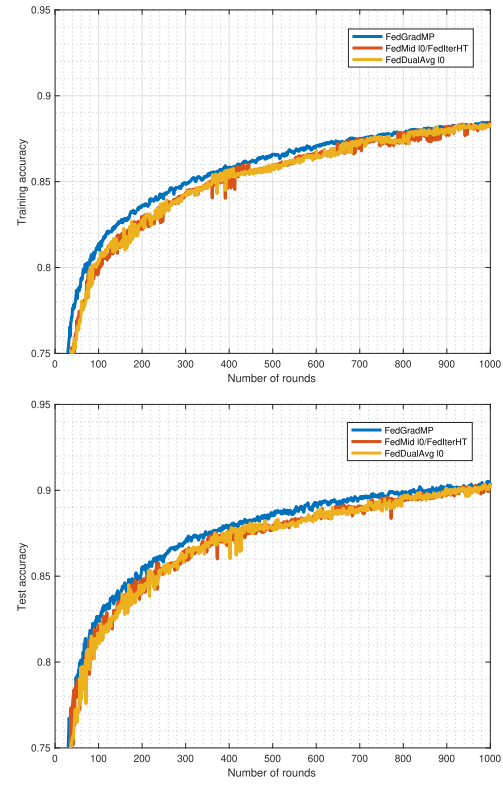 0.95
FedGradMP
FedMid l0/FedIterHT
FedDualAvg l0
0.9
0.85
0.8
0.75
Training accuracy
0 100 200 300 400 500 600 700 800 900 1000
Number of rounds
0.95
FedGradMP
FedMid l0/FedIterHT
FedDualAvg l0
0.9
0.85
0.8
0.75
Test accuracy
0 100 200 300 400 500 600 700 800 900 1000
Number of rounds